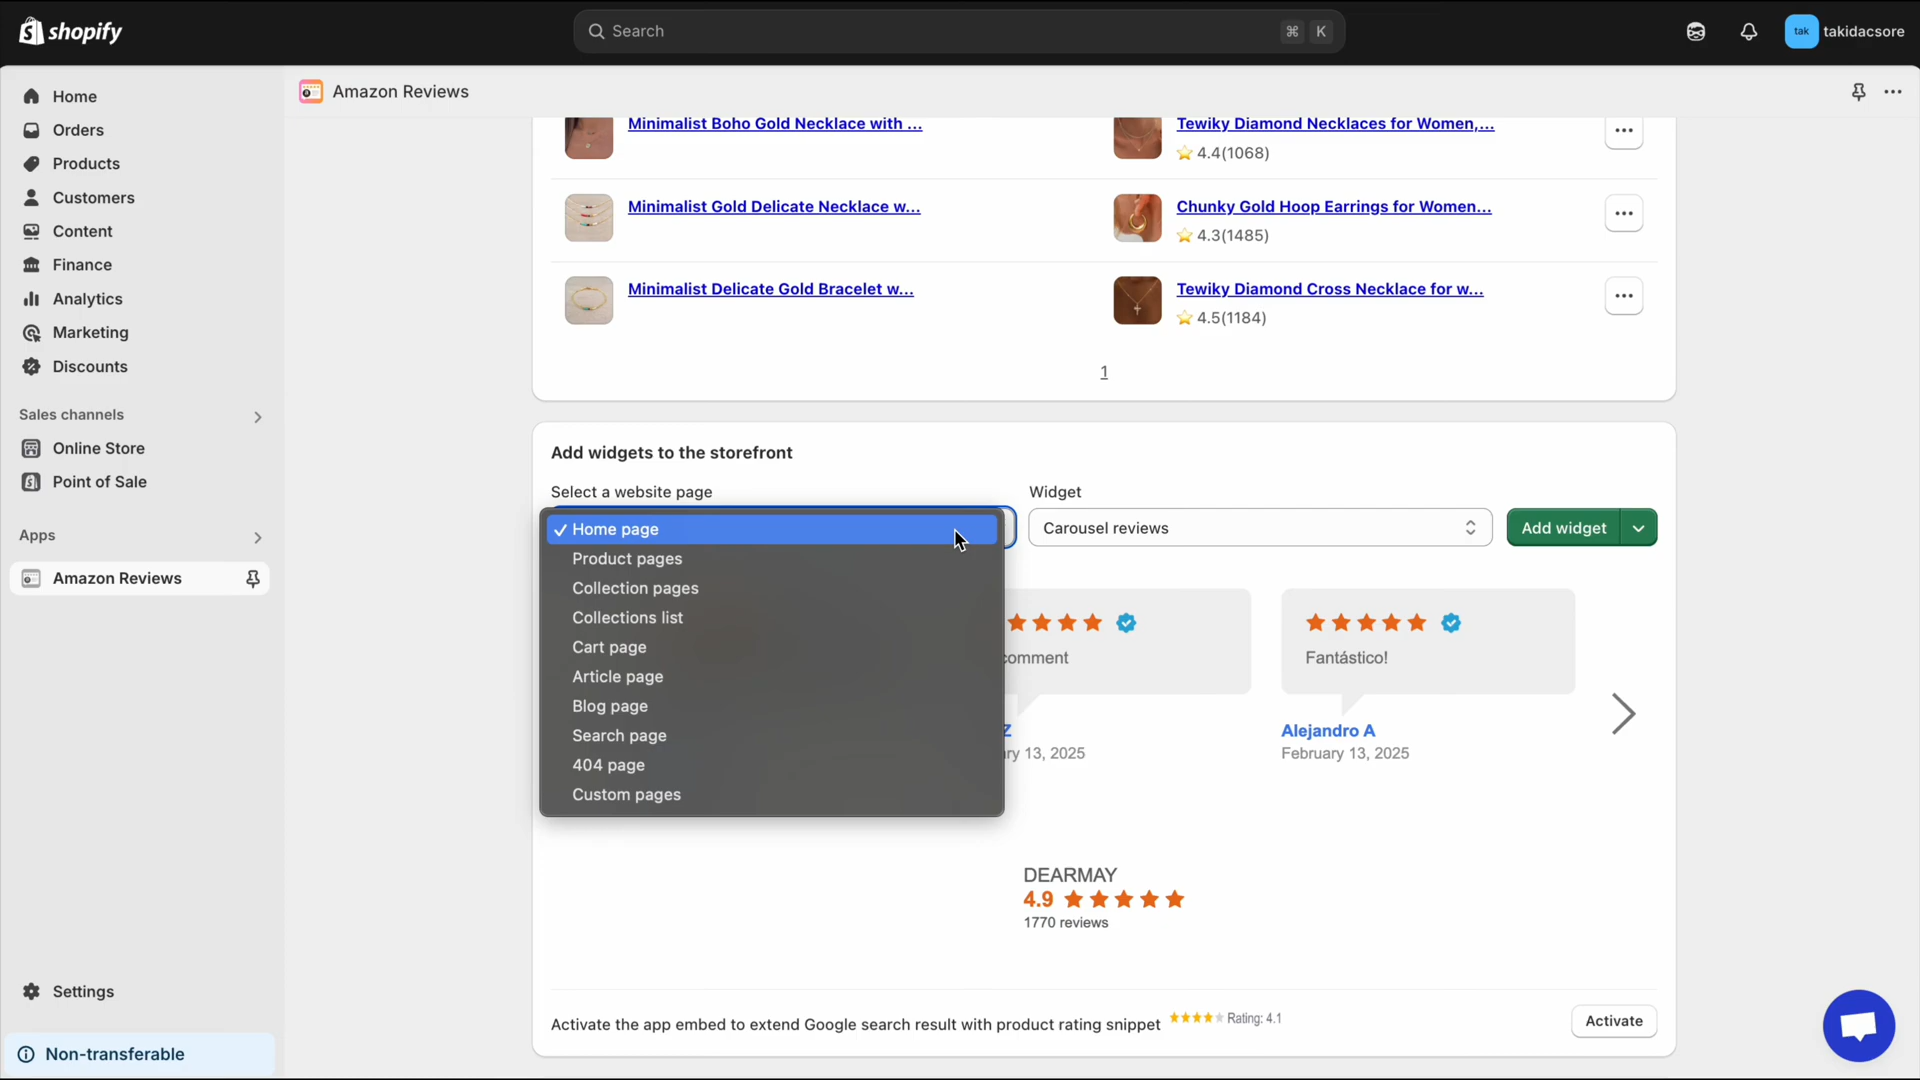 shopify
Search
⌘ K
tak
takidacsore
Home
Orders
Products
Customers
Content
Finance
Analytics
Marketing
Discounts
Sales channels
Online Store
Point of Sale
Apps
Amazon Reviews
Settings
Non-transferable
Amazon Reviews
Minimalist Boho Gold Necklace with ...
Tewiky Diamond Necklaces for Women,...
4.4(1068)
Minimalist Gold Delicate Necklace w...
Chunky Gold Hoop Earrings for Women...
4.3(1485)
Minimalist Delicate Gold Bracelet w...
Tewiky Diamond Cross Necklace for w...
4.5(1184)
1
Add widgets to the storefront
Select a website page
Widget
Home page
Product pages
Collection pages
Collections list
Cart page
Article page
Blog page
Search page
404 page
Custom pages
Carousel reviews
Add widget
comment
Z
ry 13, 2025
Fantástico!
Alejandro A
February 13, 2025
DEARMAY
4.9
1770 reviews
Activate the app embed to extend Google search result with product rating snippet
Rating: 4.1
Activate